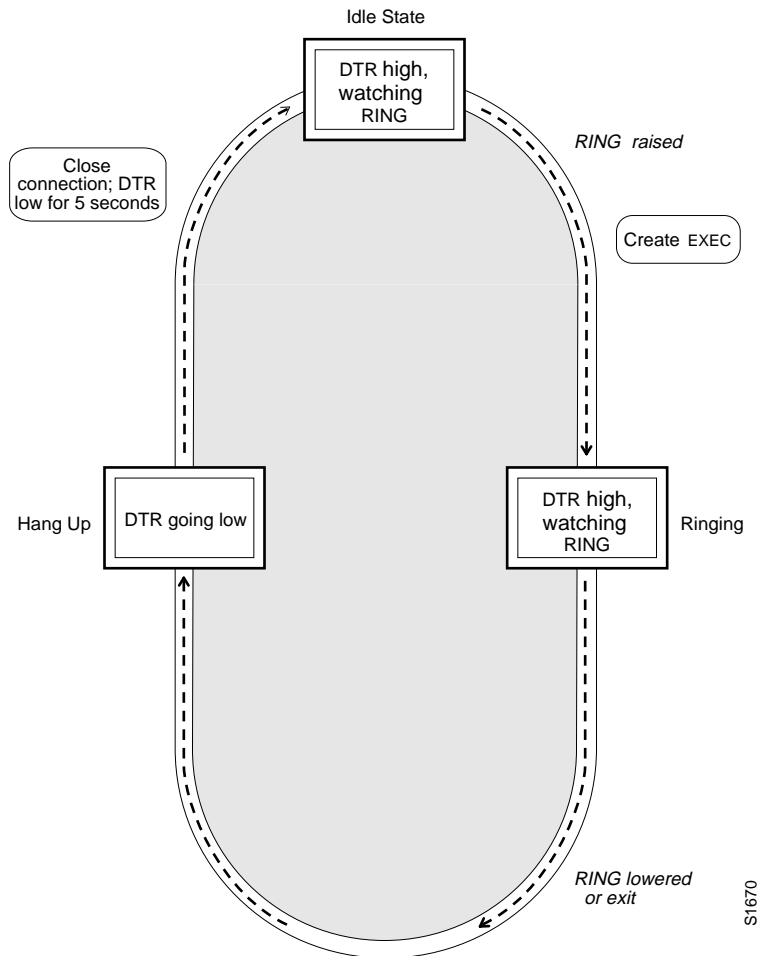 Idle State
DTR high,
watching
RING
RING raised
Close
connection; DTR
low for 5 seconds
Create EXEC
Hang Up
DTR going low
DTR high,
watching
RING
Ringing
RING lowered
or exit
S1670